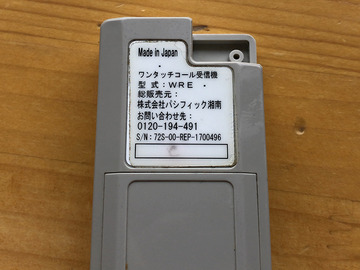 Made in Japan
ワンタッチコール受信機
型 式：WRE
総販売元：
株式会社パシフィック湘南
お問い合わせ先：
0120-194-491
S/N：72S-00-REP-1700496